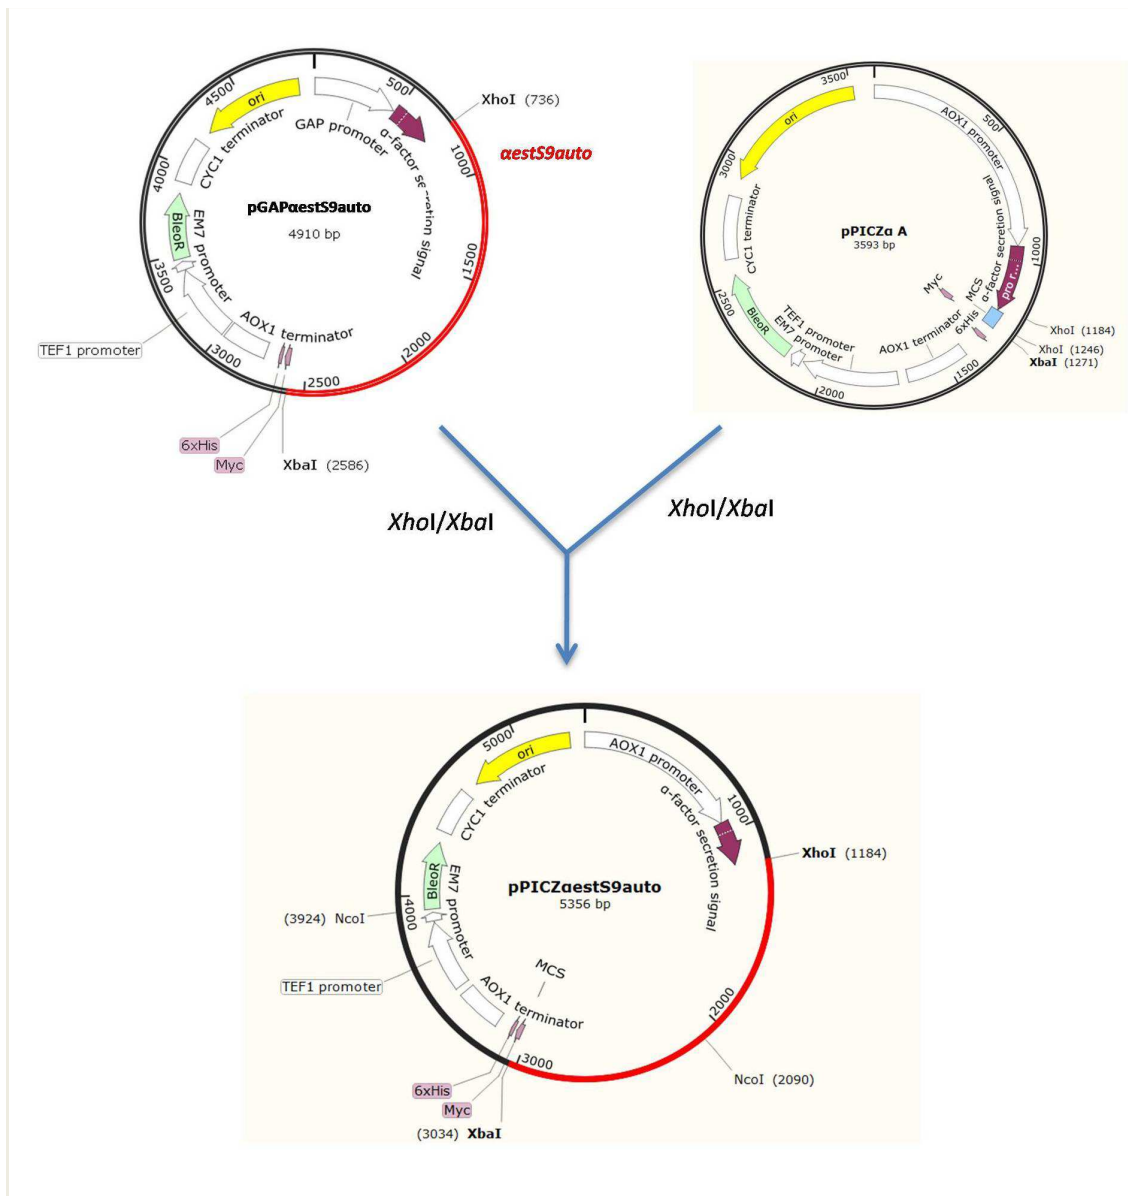 4500
500
ori
CYC1 terminator
GAP promoter
α-factor secretion signal
XhoI (736)
αestS9auto
1000
4000
pGAPαestS9auto
4910 bp
BleoR
EM7 promoter
3500
1500
AOX1 terminator
TEF1 promoter
3000
2000
2500
6xHis
Myc
XbaI (2586)
3500
500
ori
AOX1 promoter
3000
α-factor secretion signal
CYC1 terminator
pPICZα A
3593 bp
1000
pro r...
Myc
MCS
2500
BleoR
TEF1 promoter
EM7 promoter
AOX1 terminator
6xHis
XhoI (1184)
XhoI (1246)
XbaI (1271)
1500
2000
XhoI/XbaI
XhoI/XbaI
5000
ori
AOX1 promoter
CYC1 terminator
α-factor secretion signal
1000
XhoI (1184)
BleoR
EM7 promoter
pPICZαestS9auto
5356 bp
4000
(3924) NcoI
TEF1 promoter
MCS
AOX1 terminator
2000
3000
NcoI (2090)
6xHis
Myc
(3034) XbaI